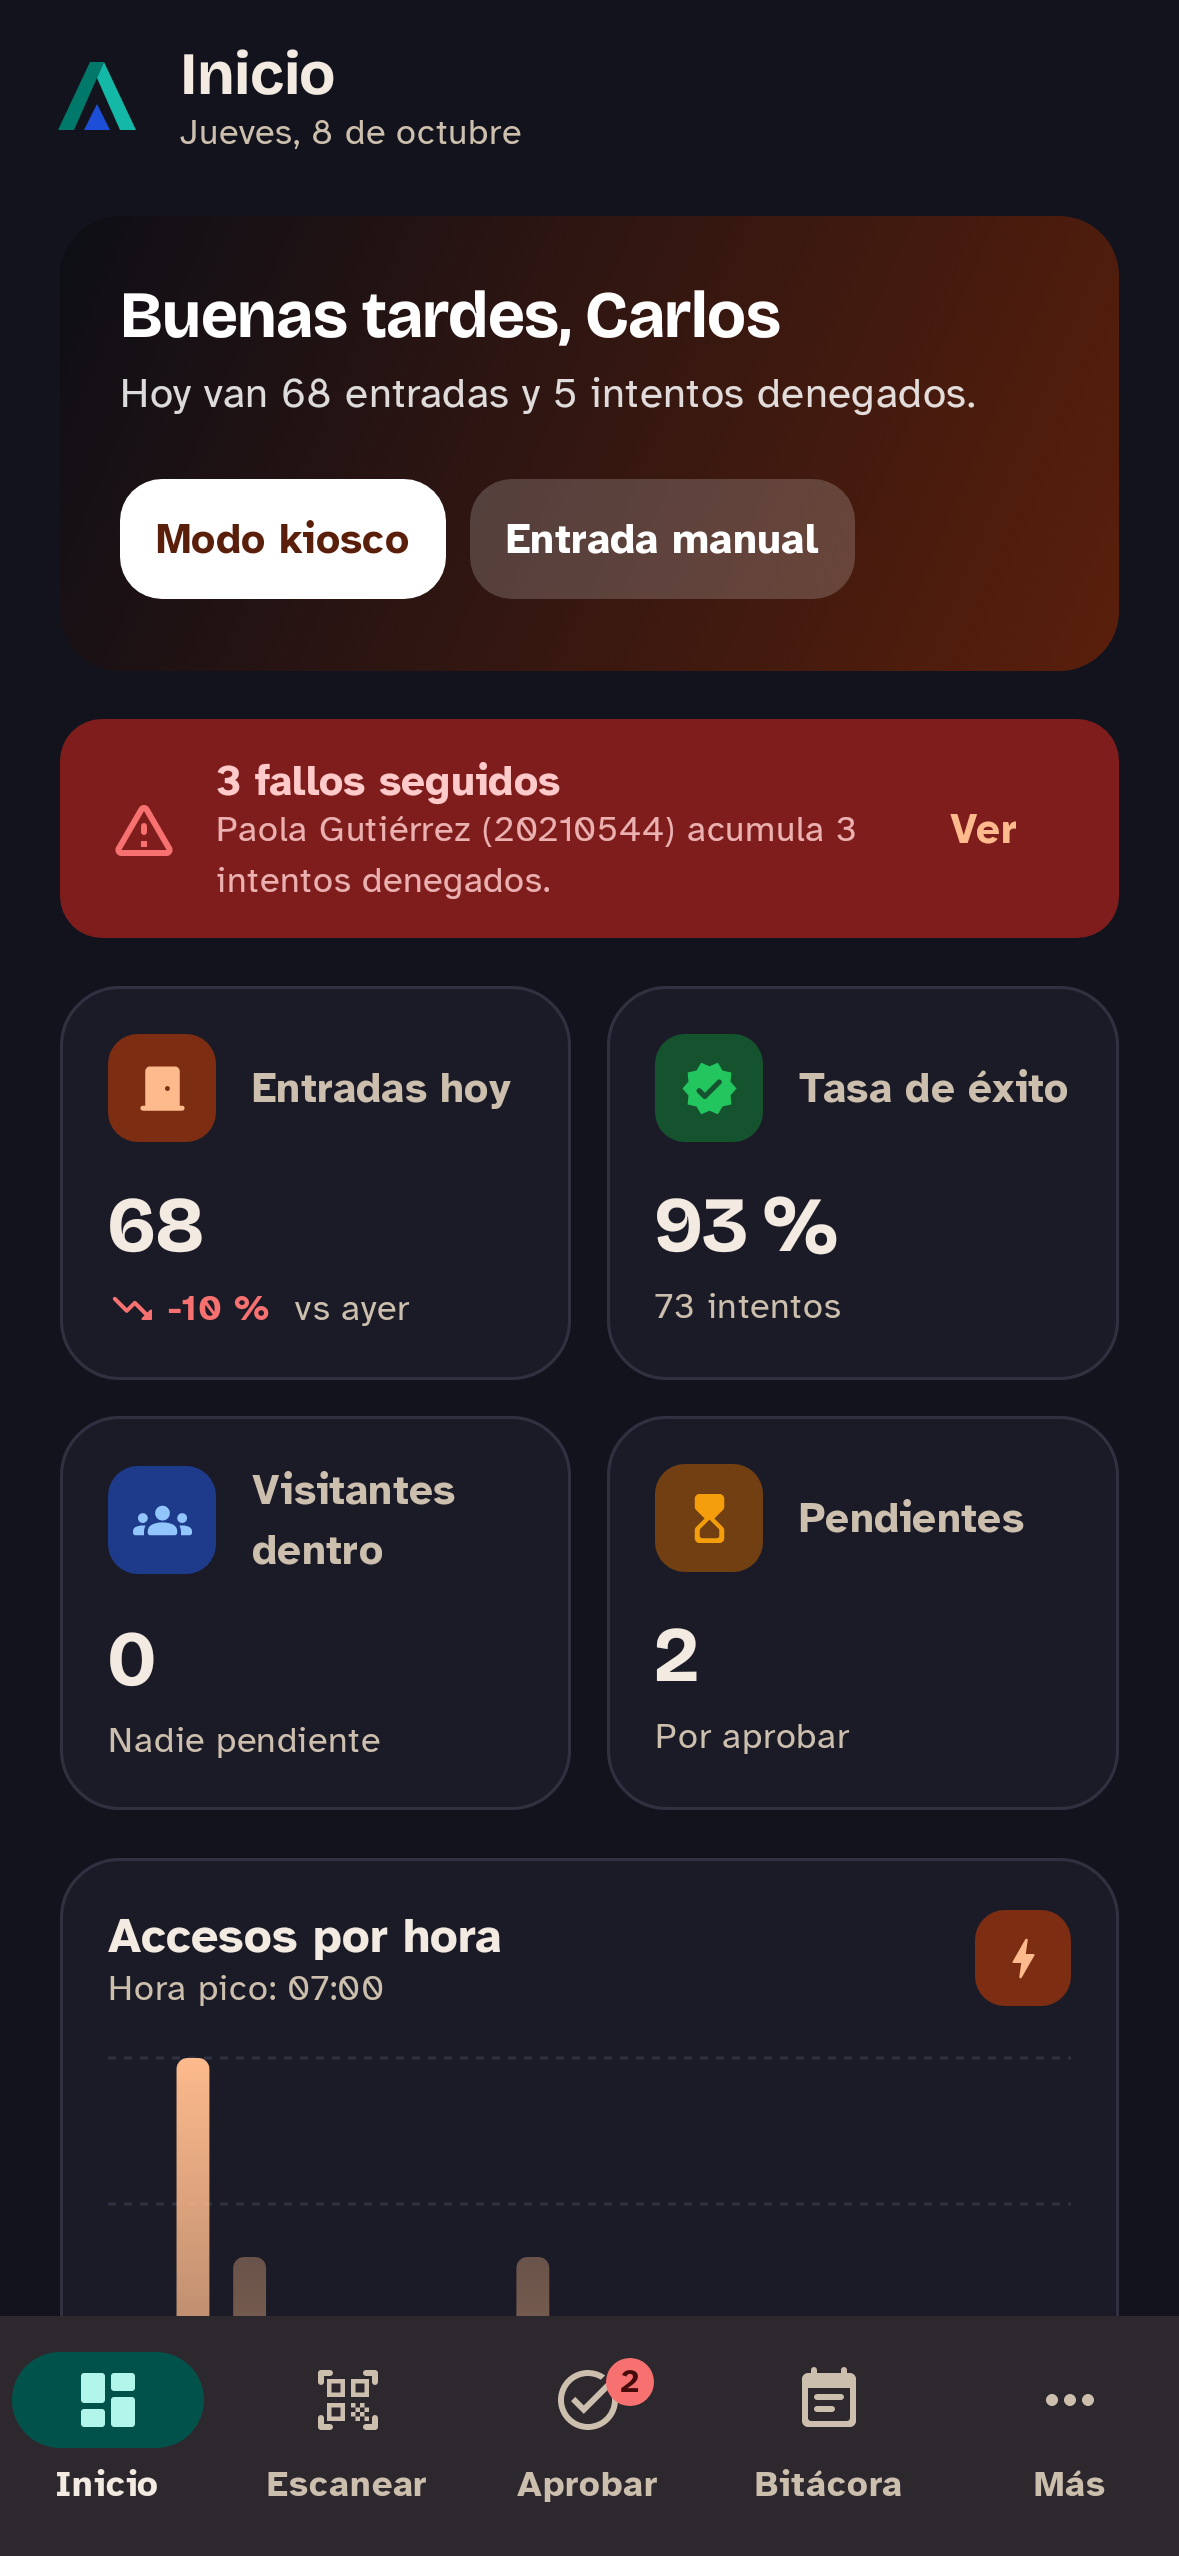 Inicio
Jueves, 8 de octubre
Buenas tardes, Carlos
Hoy van 68 entradas y 5 intentos denegados.
Modo kiosco
Entrada manual
3 fallos seguidos
Paola Gutiérrez (20210544) acumula 3
intentos denegados.
Ver
Entradas hoy
68
-10 % vs ayer
Tasa de éxito
93 %
73 intentos
Visitantes
dentro
0
Nadie pendiente
Pendientes
2
Por aprobar
Accesos por hora
Hora pico: 07:00
2
Inicio
Escanear
Aprobar
Bitácora
Más